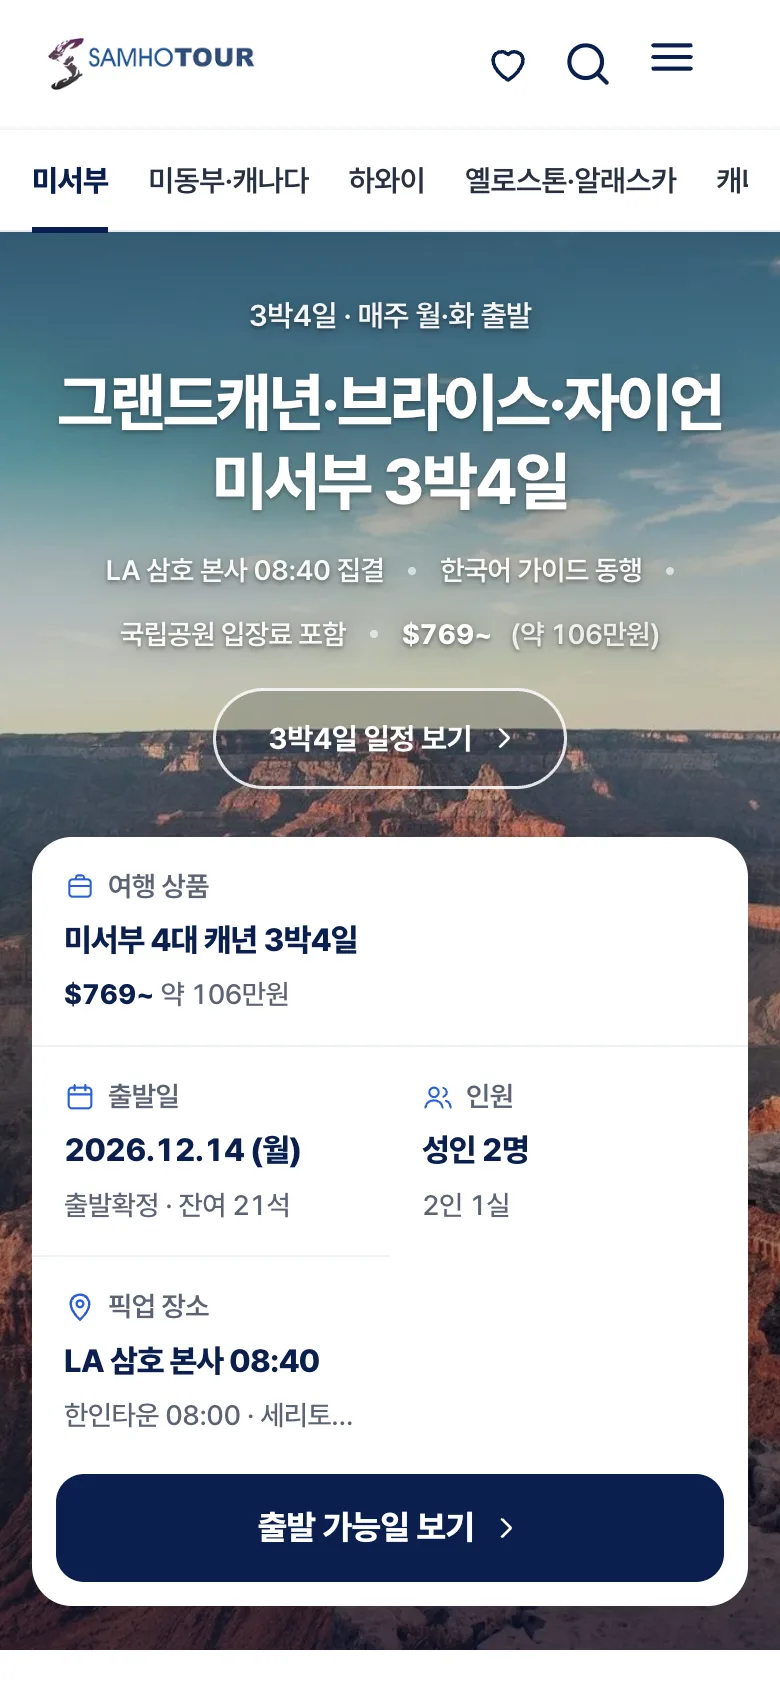 SAMHOTOUR
미서부 미동부·캐나다 하와이 옐로스톤·알래스카
3박4일 · 매주 월·화 출발
그랜드캐년·브라이스·자이언
미서부 3박4일
LA 삼호 본사 08:40 집결 • 한국어 가이드 동행 •
국립공원 입장료 포함 • $769~ (약 106만원)
3박4일 일정 보기
여행 상품
미서부 4대 캐년 3박4일
$769~ 약 106만원
출발일
2026.12.14 (월)
출발확정 · 잔여 21석
인원
성인 2명
2인 1실
픽업 장소
LA 삼호 본사 08:40
한인타운 08:00 · 세리토...
출발 가능일 보기